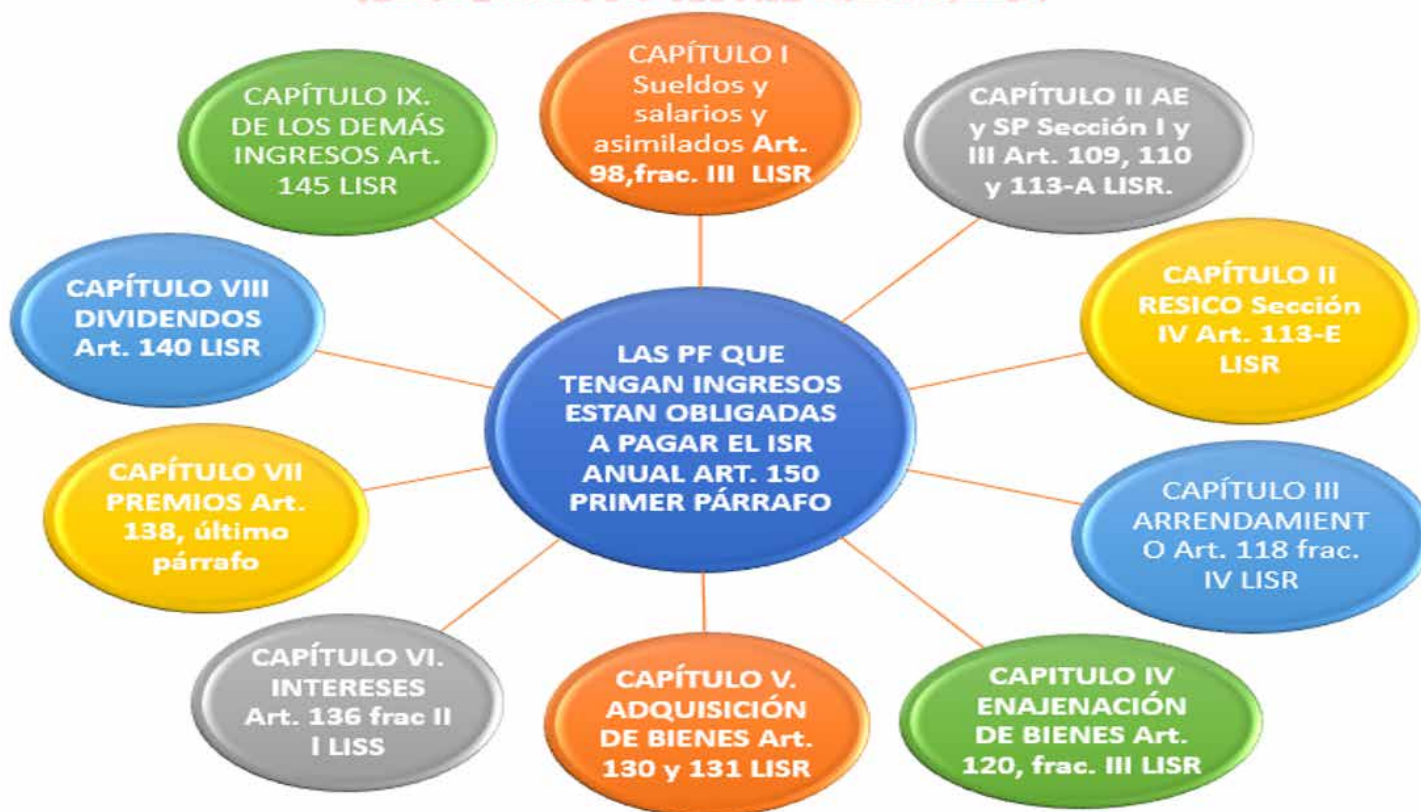 CAPÍTULO I
Sueldos y
salarios y
asimilados Art.
98,frac. III LISR
CAPÍTULO II AE
y SP Sección I y
III Art. 109, 110
y 113-A LISR.
CAPÍTULO II
RESICO Sección
IV Art. 113-E
LISR
CAPÍTULO III
ARRENDAMIENT
O Art. 118 frac.
IV LISR
CAPITULO IV
ENAJENACIÓN
DE BIENES Art.
120, frac. III LISR
CAPÍTULO V.
ADQUISICIÓN
DE BIENES Art.
130 y 131 LISR
CAPÍTULO VI.
INTERESES
Art. 136 frac II
I LISS
CAPÍTULO VII
PREMIOS Art.
138, último
párrafo
CAPÍTULO VIII
DIVIDENDOS
Art. 140 LISR
CAPÍTULO IX.
DE LOS DEMÁS
INGRESOS Art.
145 LISR
LAS PF QUE
TENGAN INGRESOS
ESTAN OBLIGADAS
A PAGAR EL ISR
ANUAL ART. 150
PRIMER PÁRRAFO